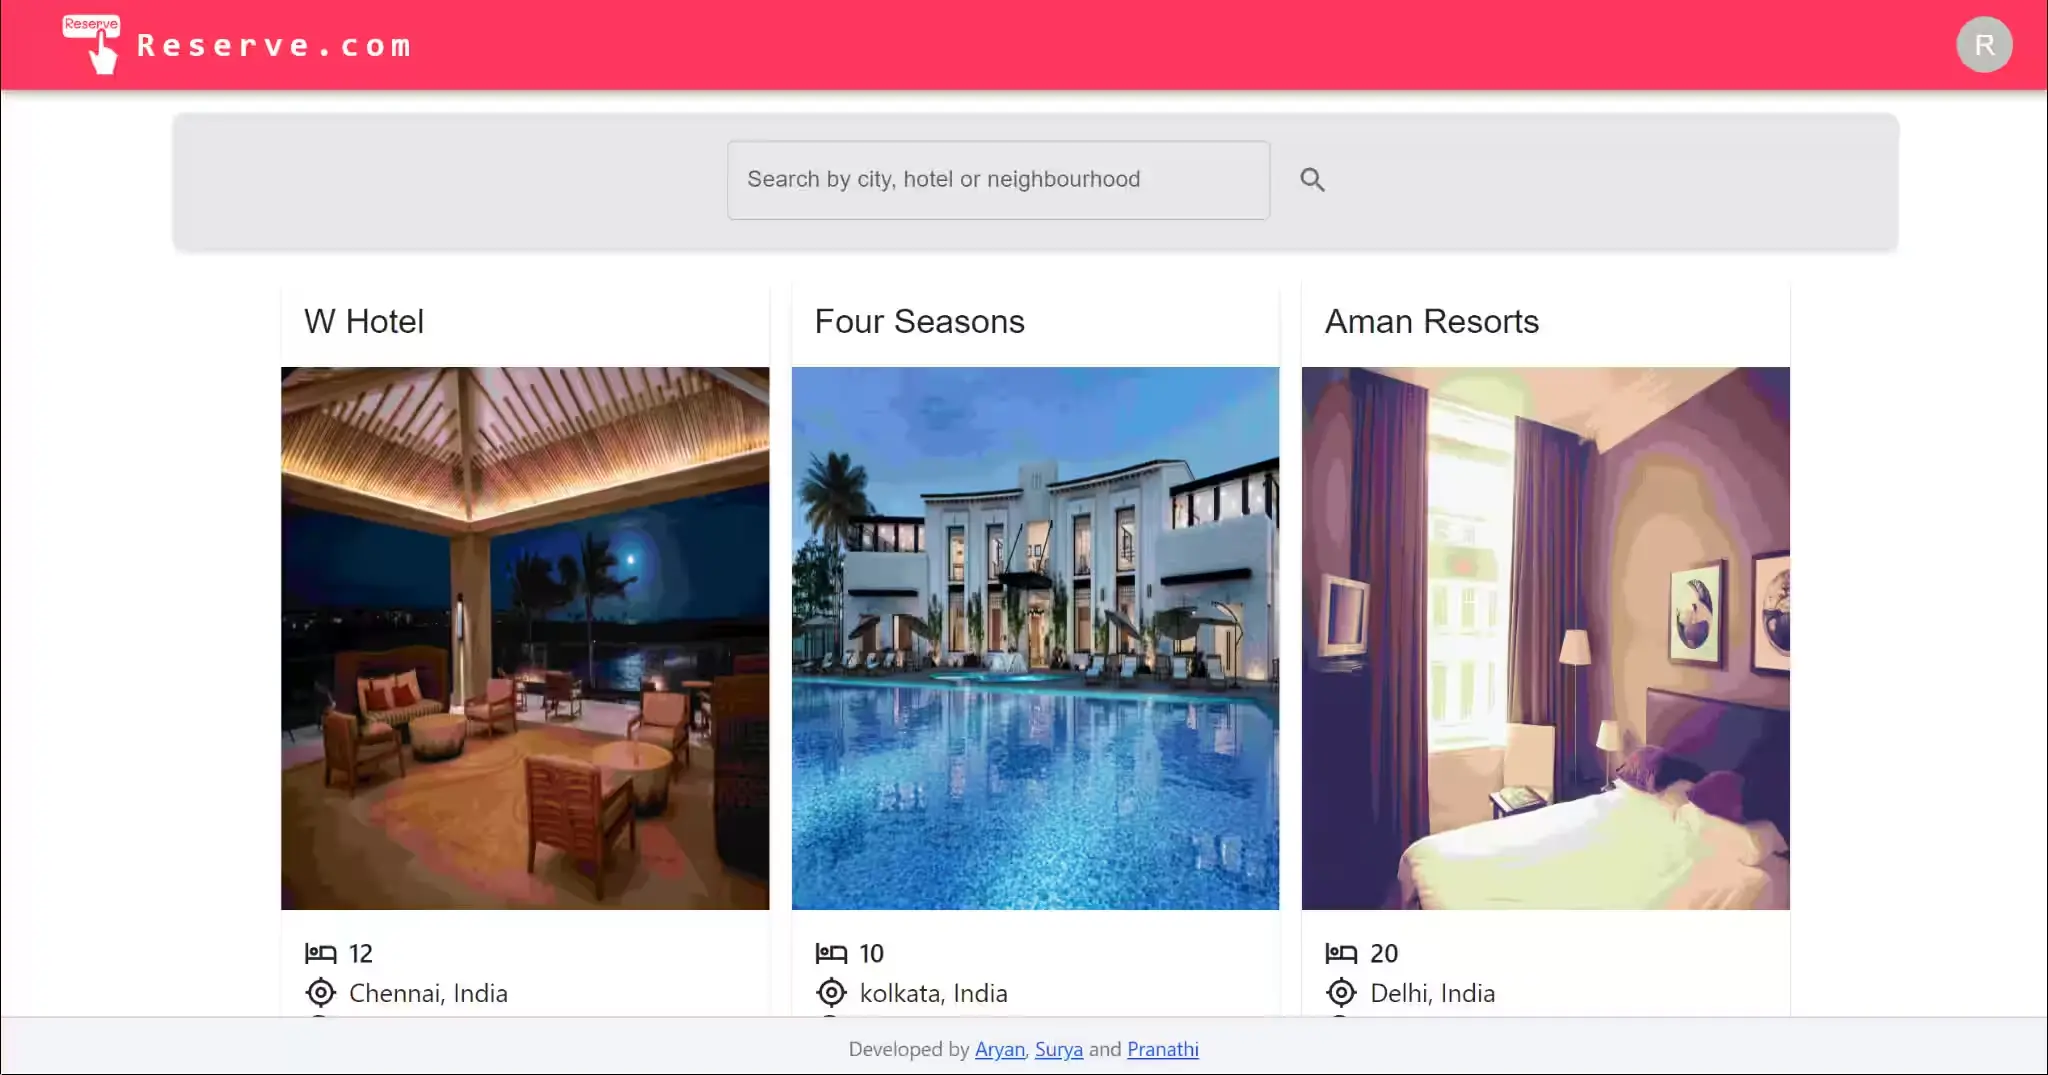 Reserve
Reserve.com
R
Search by city, hotel or neighbourhood
W Hotel
Four Seasons
Aman Resorts
12
10
20
Chennai, India
kolkata, India
Delhi, India
Developed by Aryan, Surya and Pranathi